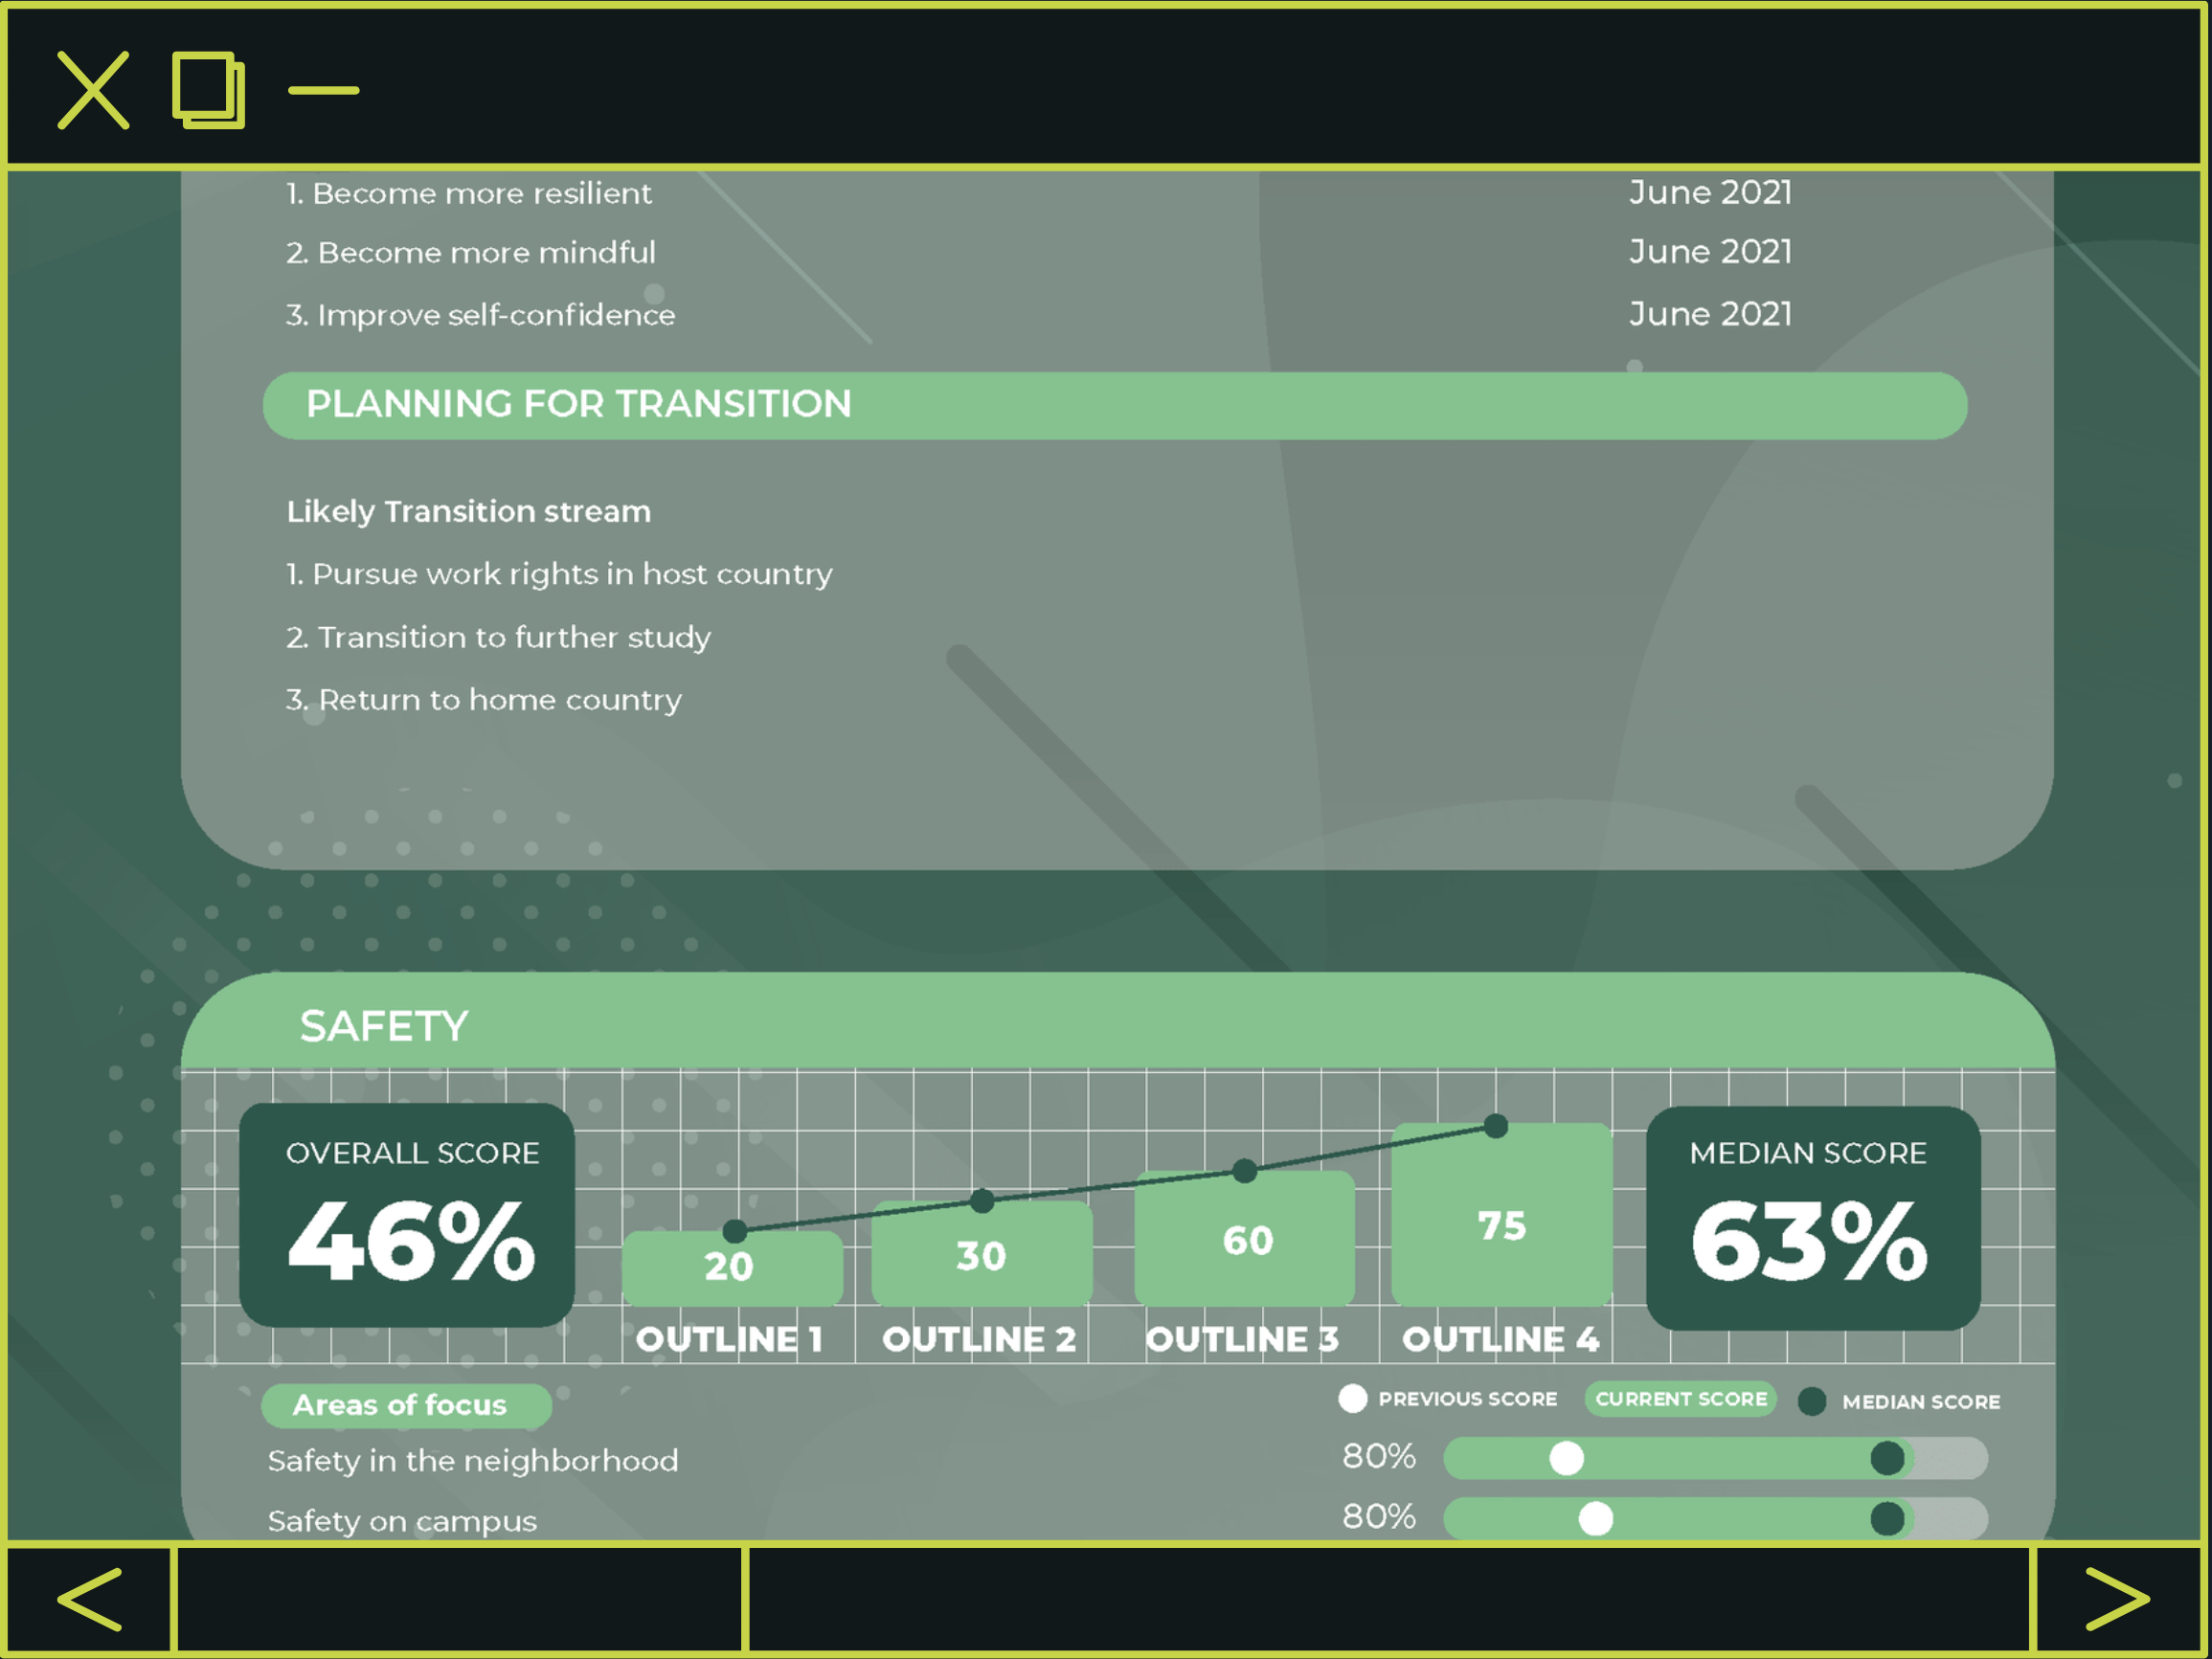 1. Become more resilient June 2021
2. Become more mindful June 2021
3. Improve self-confidence June 2021
PLANNING FOR TRANSITION
Likely Transition stream
1. Pursue work rights in host country
2. Transition to further study
3. Return to home country
SAFETY
OVERALL SCORE
46%
20
30
60
75
OUTLINE 1
OUTLINE 2
OUTLINE 3
OUTLINE 4
MEDIAN SCORE
63%
Areas of focus
PREVIOUS SCORE CURRENT SCORE MEDIAN SCORE
Safety in the neighborhood 80%
Safety on campus 80%